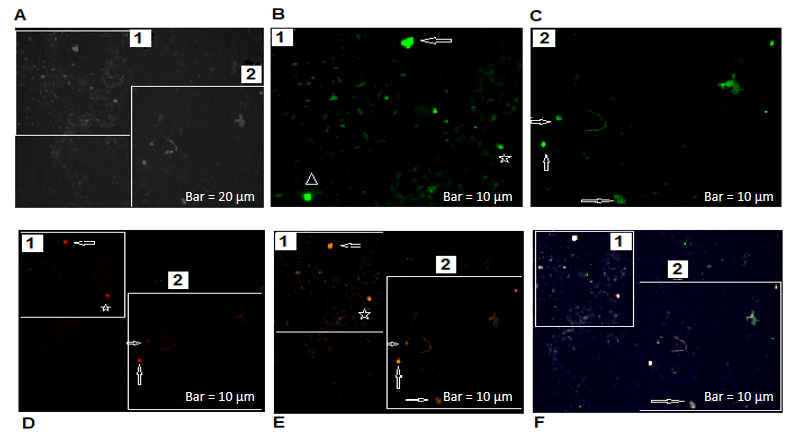 A
1
2
Bar = 20 µm
B
1
Bar = 10 µm
C
2
Bar = 10 µm
1
2
Bar = 10 µm
D
1
2
Bar = 10 µm
E
1
2
Bar = 10 µm
F